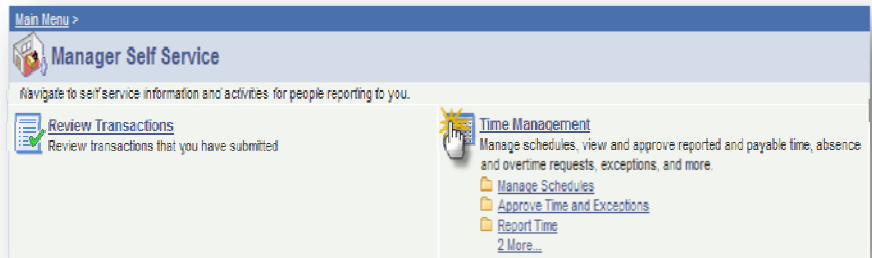 Main Menu >
Manager Self Service
Navigate to self service information and activities for people reporting to you.
Review Transactions
Review transactions that you have submitted
Time Management
Manage schedules, view and approve reported and payable time, absence
and overtime requests, exceptions, and more.
Manage Schedules
Approve Time and Exceptions
Report Time
2 More...